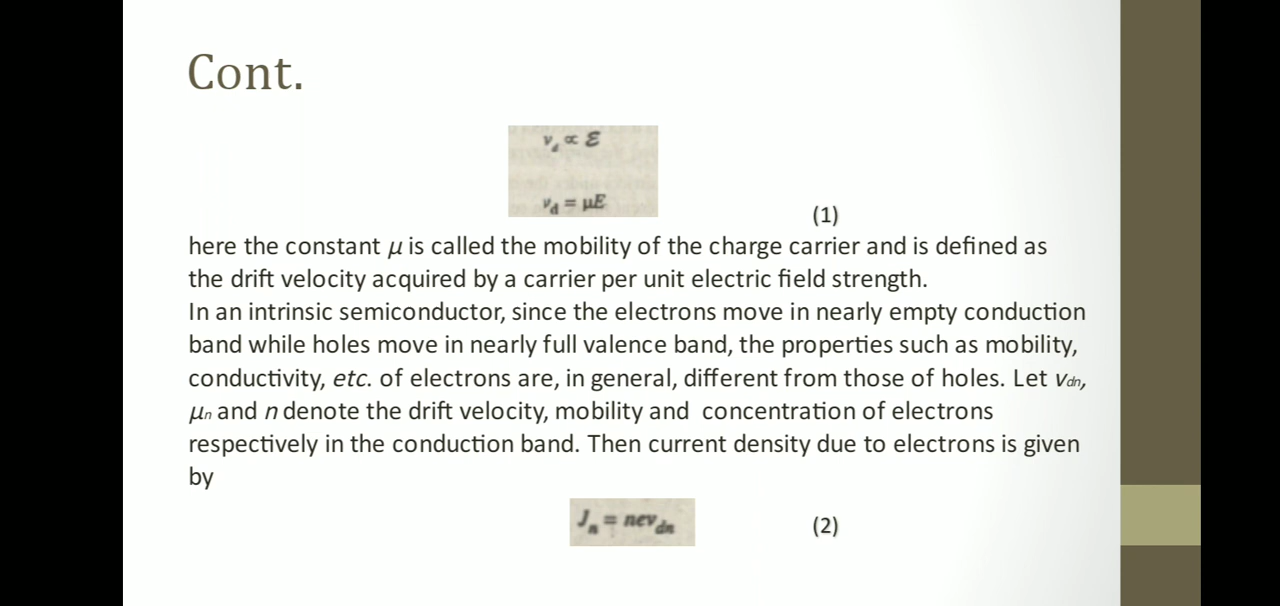 Cont.
v_d ∝ ℰ
v_d = μE
(1)
here the constant μ is called the mobility of the charge carrier and is defined as
the drift velocity acquired by a carrier per unit electric field strength.
In an intrinsic semiconductor, since the electrons move in nearly empty conduction
band while holes move in nearly full valence band, the properties such as mobility,
conductivity, etc. of electrons are, in general, different from those of holes. Let v_dn,
μ_n and n denote the drift velocity, mobility and  concentration of electrons
respectively in the conduction band. Then current density due to electrons is given
by
J_n = nev_dn (2)